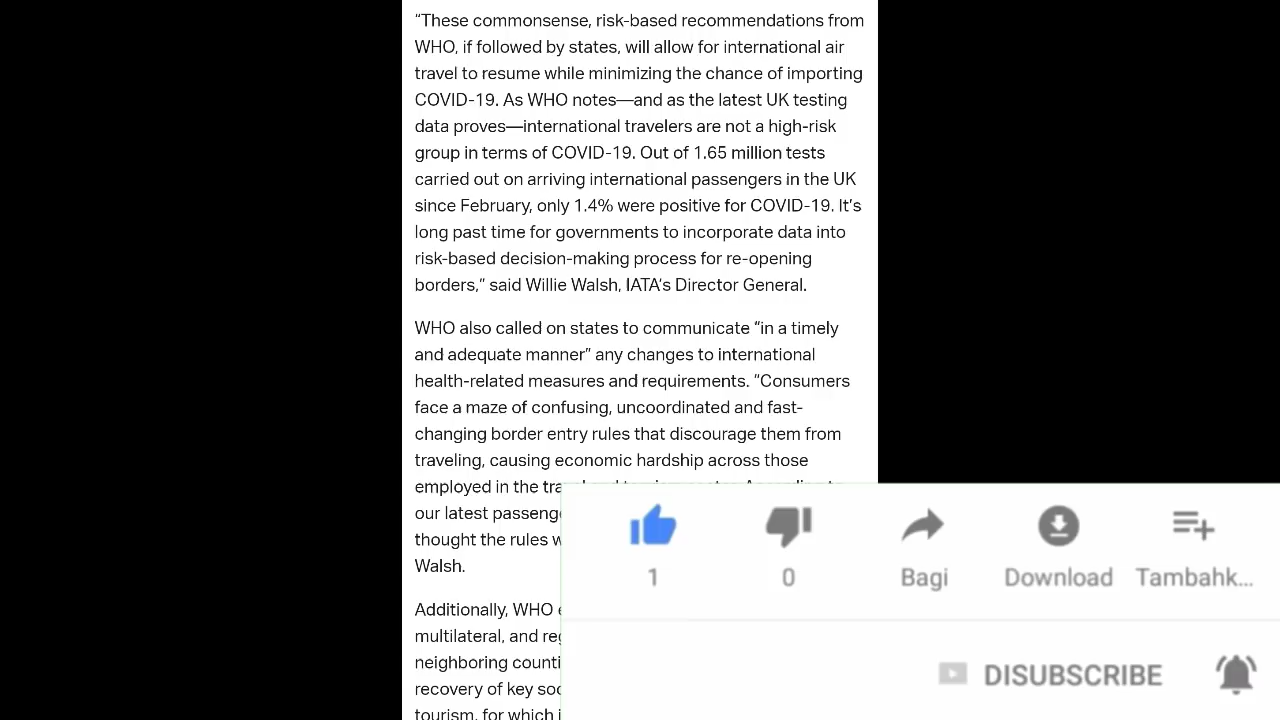 “These commonsense, risk-based recommendations from
WHO, if followed by states, will allow for international air
travel to resume while minimizing the chance of importing
COVID-19. As WHO notes—and as the latest UK testing
data proves—international travelers are not a high-risk
group in terms of COVID-19. Out of 1.65 million tests
carried out on arriving international passengers in the UK
since February, only 1.4% were positive for COVID-19. It’s
long past time for governments to incorporate data into
risk-based decision-making process for re-opening
borders,” said Willie Walsh, IATA’s Director General.
WHO also called on states to communicate “in a timely
and adequate manner” any changes to international
health-related measures and requirements. “Consumers
face a maze of confusing, uncoordinated and fast-
changing border entry rules that discourage them from
traveling, causing economic hardship across those
employed in the
our latest
thought the rules
Walsh.
Additionally, WHO
multilateral, and
neighboring
recovery of key
tourism, for which
1
0
Bagi
Download
Tambahk...
DISUBSCRIBE